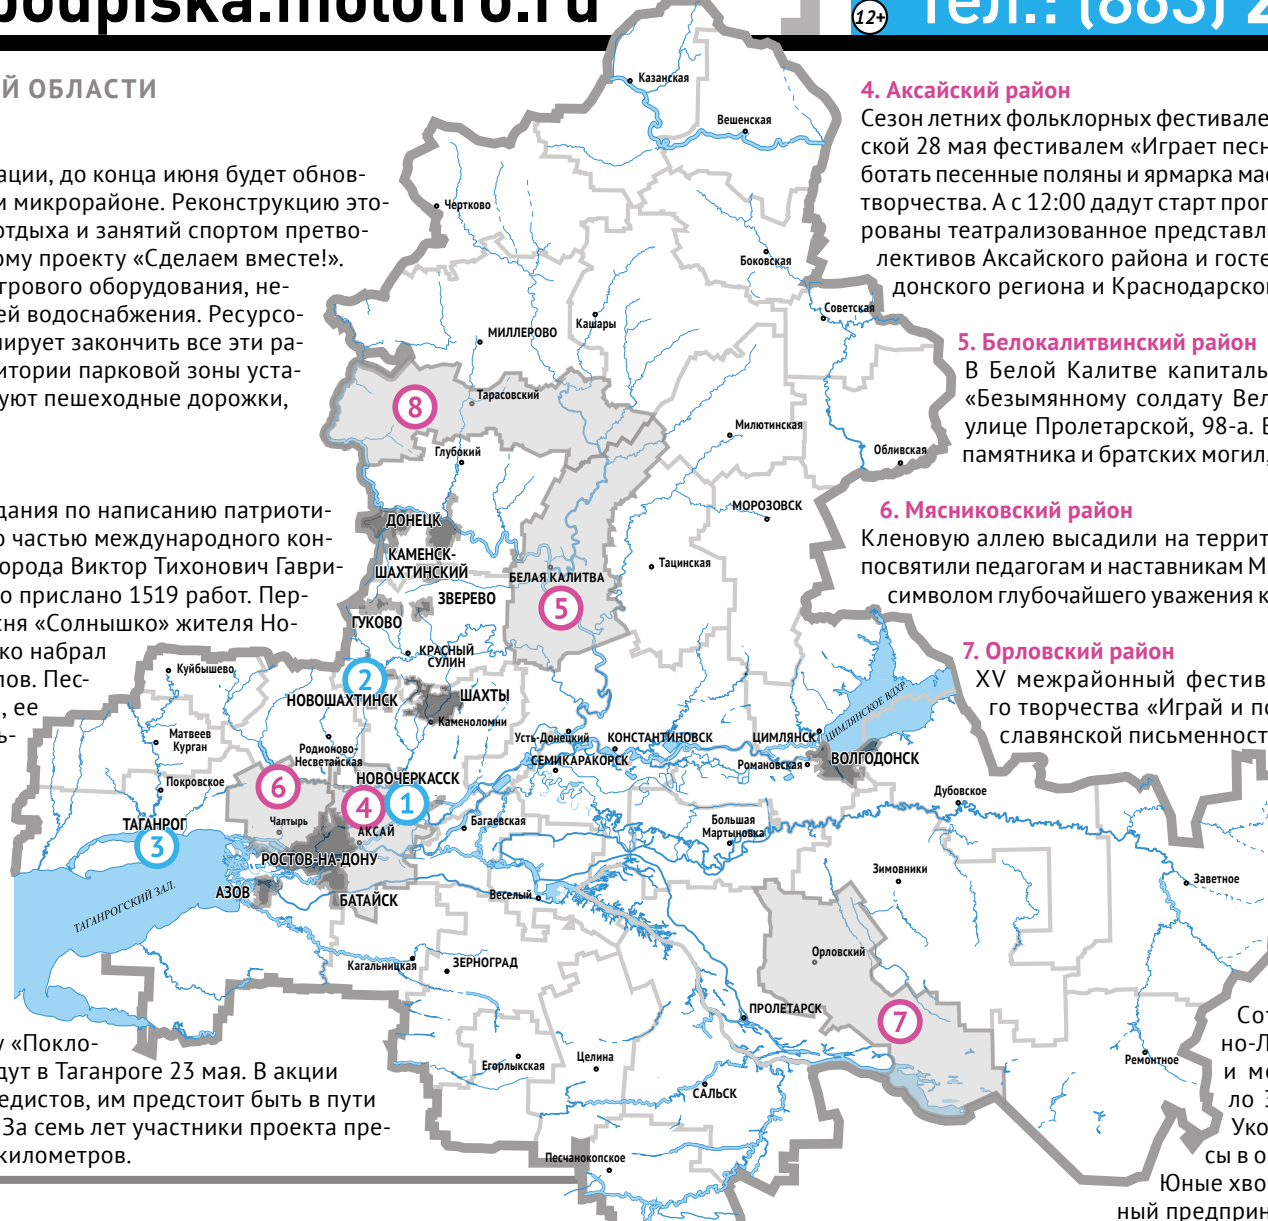 podpiska.molotro.ru
12+
Тел.: (863) 2
Й ОБЛАСТИ
ации, до конца июня будет обнов-
и микрорайоне. Реконструкцию это-
отдыха и занятий спортом претво-
ому проекту «Сделаем вместе!».
грового оборудования, не-
ей водоснабжения. Ресурсо-
нирует закончить все эти ра-
итории парковой зоны уста-
уют пешеходные дорожки,
дания по написанию патриоти-
о частью международного кон-
города Виктор Тихонович Гаври-
о прислано 1519 работ. Пер-
сня «Солнышко» жителя Но-
ко набрал
лов. Пес-
, ее
ь-
у «Покло-
дут в Таганроге 23 мая. В акции
едистов, им предстоит быть в пути
За семь лет участники проекта пре-
километров.
4. Аксайский район
Сезон летних фольклорных фестивале
ской 28 мая фестивалем «Играет песн
ботать песенные поляны и ярмарка мас
творчества. А с 12:00 дадут старт прог
рованы театрализованное представл
лективов Аксайского района и госте
донского региона и Краснодарско
5. Белокалитвинский район
В Белой Калитве капиталь
«Безымянному солдату Вел
улице Пролетарской, 98-а. В
памятника и братских могил,
6. Мясниковский район
Кленовую аллею высадили на террит
посвятили педагогам и наставникам М
символом глубочайшего уважения к
7. Орловский район
XV межрайонный фестив
го творчества «Играй и по
славянской письменност
Сот
но-Л
и мо
ло 3
Уко
сы в о
Юные хво
ный предприн
Казанская
Вешенская
Чертково
Боковская
Советская
МИЛЛЕРОВО
Кашары
8
Тарасовский
Милютинская
Глубокий
Обливская
МОРОЗОВСК
ДОНЕЦК
КАМЕНСК-
ШАХТИНСКИЙ
Тацинская
БЕЛАЯ КАЛИТВА
5
ЗВЕРЕВО
ГУКОВО
КРАСНЫЙ
СУЛИН
Куйбышево
2
НОВОШАХТИНСК
ШАХТЫ
Каменоломни
ЦИМЛЯНСКОЕ ВДХР.
Матвеев
Курган
Усть-Донецкий
КОНСТАНТИНОВСК
ЦИМЛЯНСК
Родионово-
Несветайская
СЕМИКАРАКОРСК
Романовская
ВОЛГОДОНСК
Покровское
6
НОВОЧЕРКАССК
4
1
Дубовское
ТАГАНРОГ
3
Чалтырь
АКСАЙ
Багаевская
Большая
Мартыновка
РОСТОВ-НА-ДОНУ
Зимовники
Заветное
ТАГАНРОГСКИЙ ЗАЛ.
АЗОВ
БАТАЙСК
Веселый
Орловский
Кагальницкая
ЗЕРНОГРАД
ПРОЛЕТАРСК
7
Егорлыкская
Целина
Ремонтное
САЛЬСК
Песчанокопское